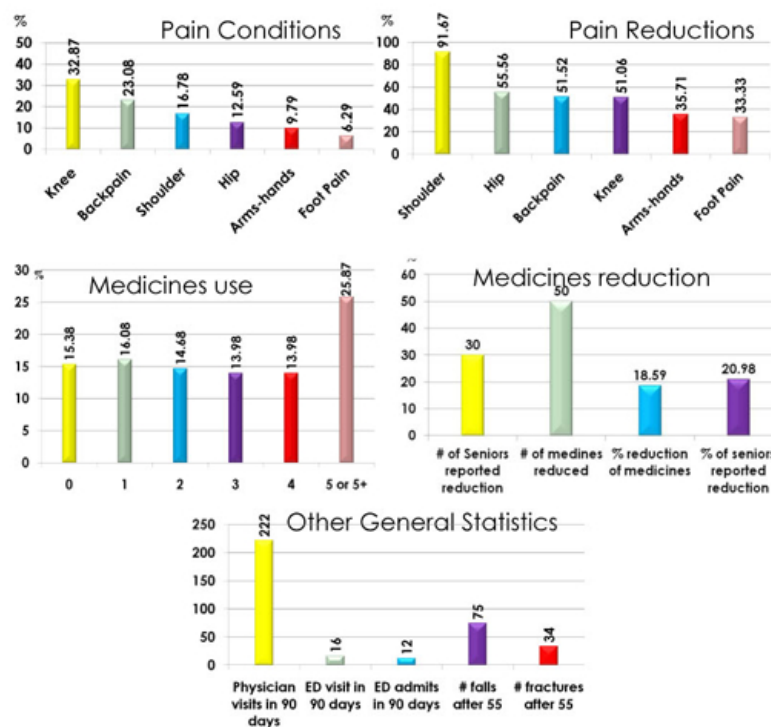 %
Pain Conditions
50
40
30
20
10
0
32.87
23.08
16.78
12.59
9.79
6.29
Knee
Backpain
Shoulder
Hip
Arms-hands
Foot Pain
%
Pain Reductions
100
80
60
40
20
0
91.67
55.56
51.52
51.06
35.71
33.33
Shoulder
Hip
Backpain
Knee
Arms-hands
Foot Pain
%
Medicines use
30
25
20
15
10
5
0
15.38
16.08
14.68
13.98
13.98
25.87
0
1
2
3
4
5 or 5+
%
Medicines reduction
60
50
40
30
20
10
0
30
50
18.59
20.98
# of Seniors
reported
reduction
# of medines
reduced
% reduction
of medicines
% of seniors
reported
reduction
Other General Statistics
250
200
150
100
50
0
222
16
12
75
34
Physician
visits in 90
days
ED visit in
90 days
ED admits in
90 days
# falls
after 55
# fractures
after 55